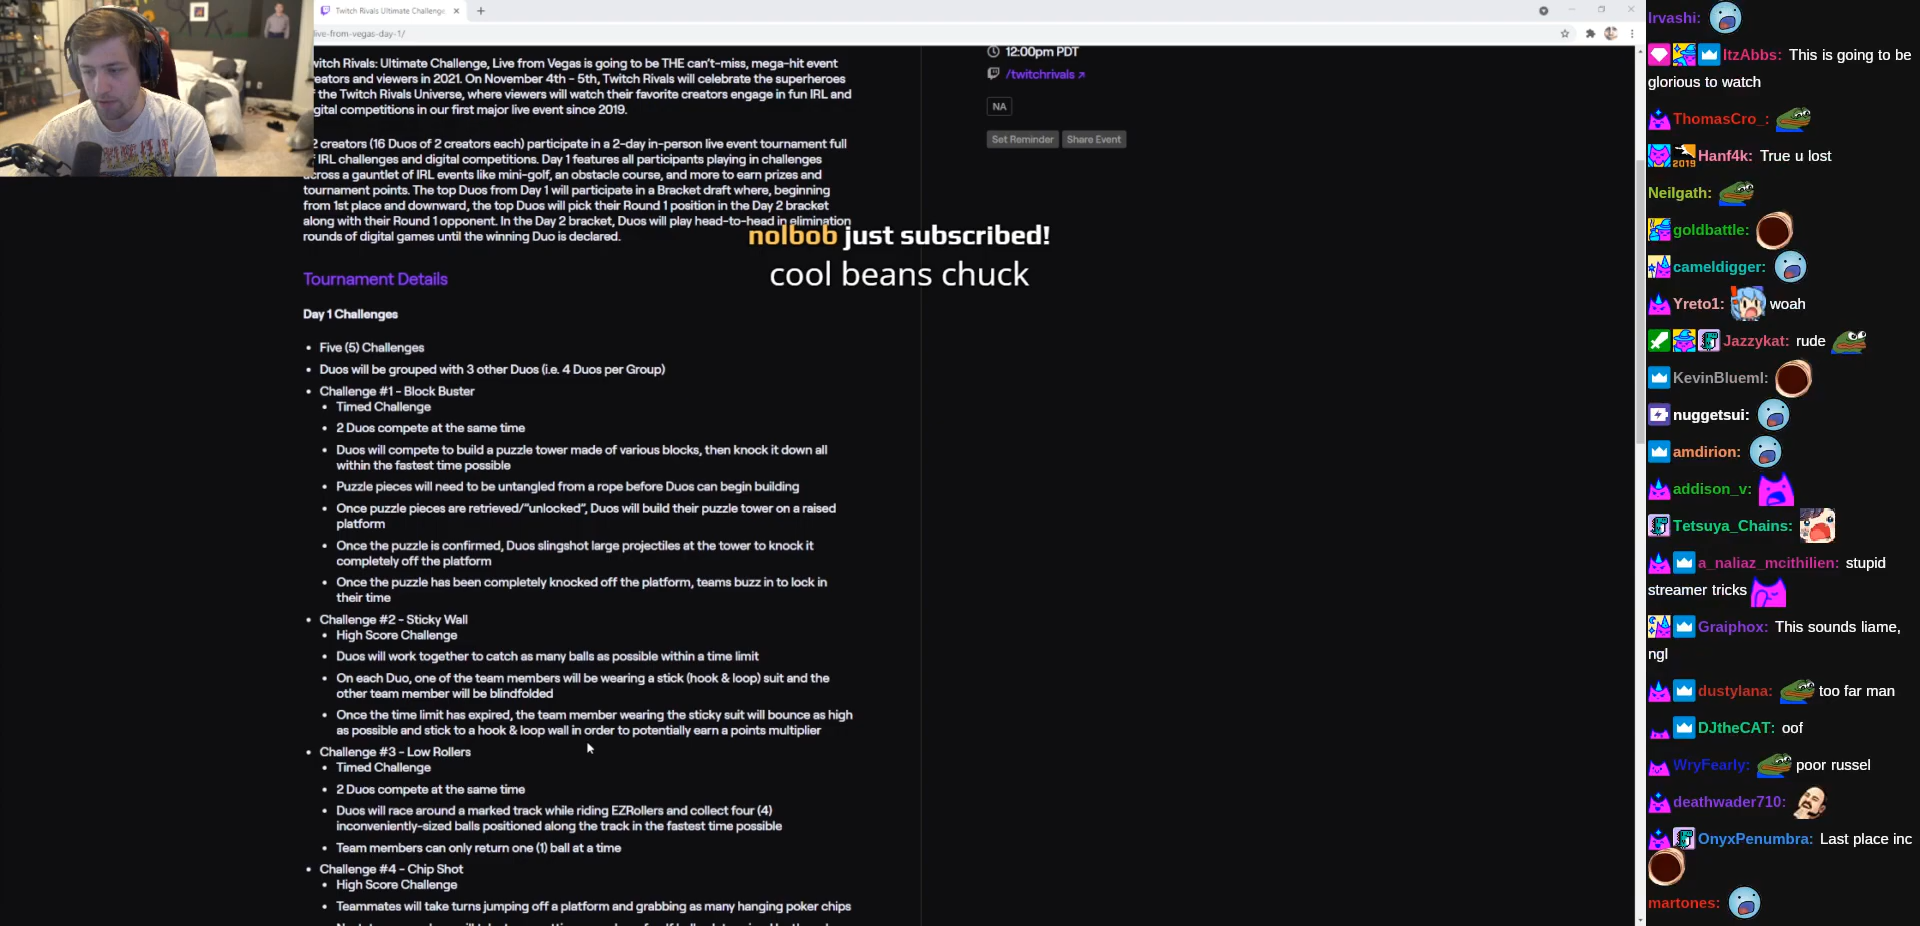 Twitch Rivals Ultimate Challenge
live-from-vegas-day-1/
witch Rivals: Ultimate Challenge, Live from Vegas is going to be THE can't-miss, mega-hit event
reators and viewers in 2021. On November 4th - 5th, Twitch Rivals will celebrate the superheroes
f the Twitch Rivals Universe, where viewers will watch their favorite creators engage in fun IRL and
igital competitions in our first major live event since 2019.
2 creators (16 Duos of 2 creators each) participate in a 2-day in-person live event tournament full
f IRL challenges and digital competitions. Day 1 features all participants playing in challenges
across a gauntlet of IRL events like mini-golf, an obstacle course, and more to earn prizes and
tournament points. The top Duos from Day 1 will participate in a Bracket draft where, beginning
from 1st place and downward, the top Duos will pick their Round 1 position in the Day 2 bracket
along with their Round 1 opponent. In the Day 2 bracket, Duos will play head-to-head in elimination
rounds of digital games until the winning Duo is declared.
Tournament Details
Day 1 Challenges
• Five (5) Challenges
• Duos will be grouped with 3 other Duos (i.e. 4 Duos per Group)
• Challenge #1 - Block Buster
• Timed Challenge
• 2 Duos compete at the same time
• Duos will compete to build a puzzle tower made of various blocks, then knock it down all
within the fastest time possible
• Puzzle pieces will need to be untangled from a rope before Duos can begin building
• Once puzzle pieces are retrieved/"unlocked", Duos will build their puzzle tower on a raised
platform
• Once the puzzle is confirmed, Duos slingshot large projectiles at the tower to knock it
completely off the platform
• Once the puzzle has been completely knocked off the platform, teams buzz in to lock in
their time
• Challenge #2 - Sticky Wall
• High Score Challenge
• Duos will work together to catch as many balls as possible within a time limit
• On each Duo, one of the team members will be wearing a stick (hook & loop) suit and the
other team member will be blindfolded
• Once the time limit has expired, the team member wearing the sticky suit will bounce as high
as possible and stick to a hook & loop wall in order to potentially earn a points multiplier
• Challenge #3 - Low Rollers
• Timed Challenge
• 2 Duos compete at the same time
• Duos will race around a marked track while riding EZRollers and collect four (4)
inconveniently-sized balls positioned along the track in the fastest time possible
• Team members can only return one (1) ball at a time
• Challenge #4 - Chip Shot
• High Score Challenge
• Teammates will take turns jumping off a platform and grabbing as many hanging poker chips
12:00pm PDT
/twitchrivals ↗
NA
Set Reminder Share Event
nolbob just subscribed!
cool beans chuck
Irvashi:
ItzAbbs: This is going to be
glorious to watch
ThomasCro_:
2019 Hanf4k: True u lost
Neilgath:
goldbattle:
cameldigger:
Yreto1: woah
Jazzykat: rude
KevinBlueml:
nuggetsui:
amdirion:
addison_v:
Tetsuya_Chains:
a_naliaz_mcithilien: stupid
streamer tricks
Graiphox: This sounds liame,
ngl
dustylana: too far man
DJtheCAT: oof
WryFearly: poor russel
deathwader710:
OnyxPenumbra: Last place inc
martones: